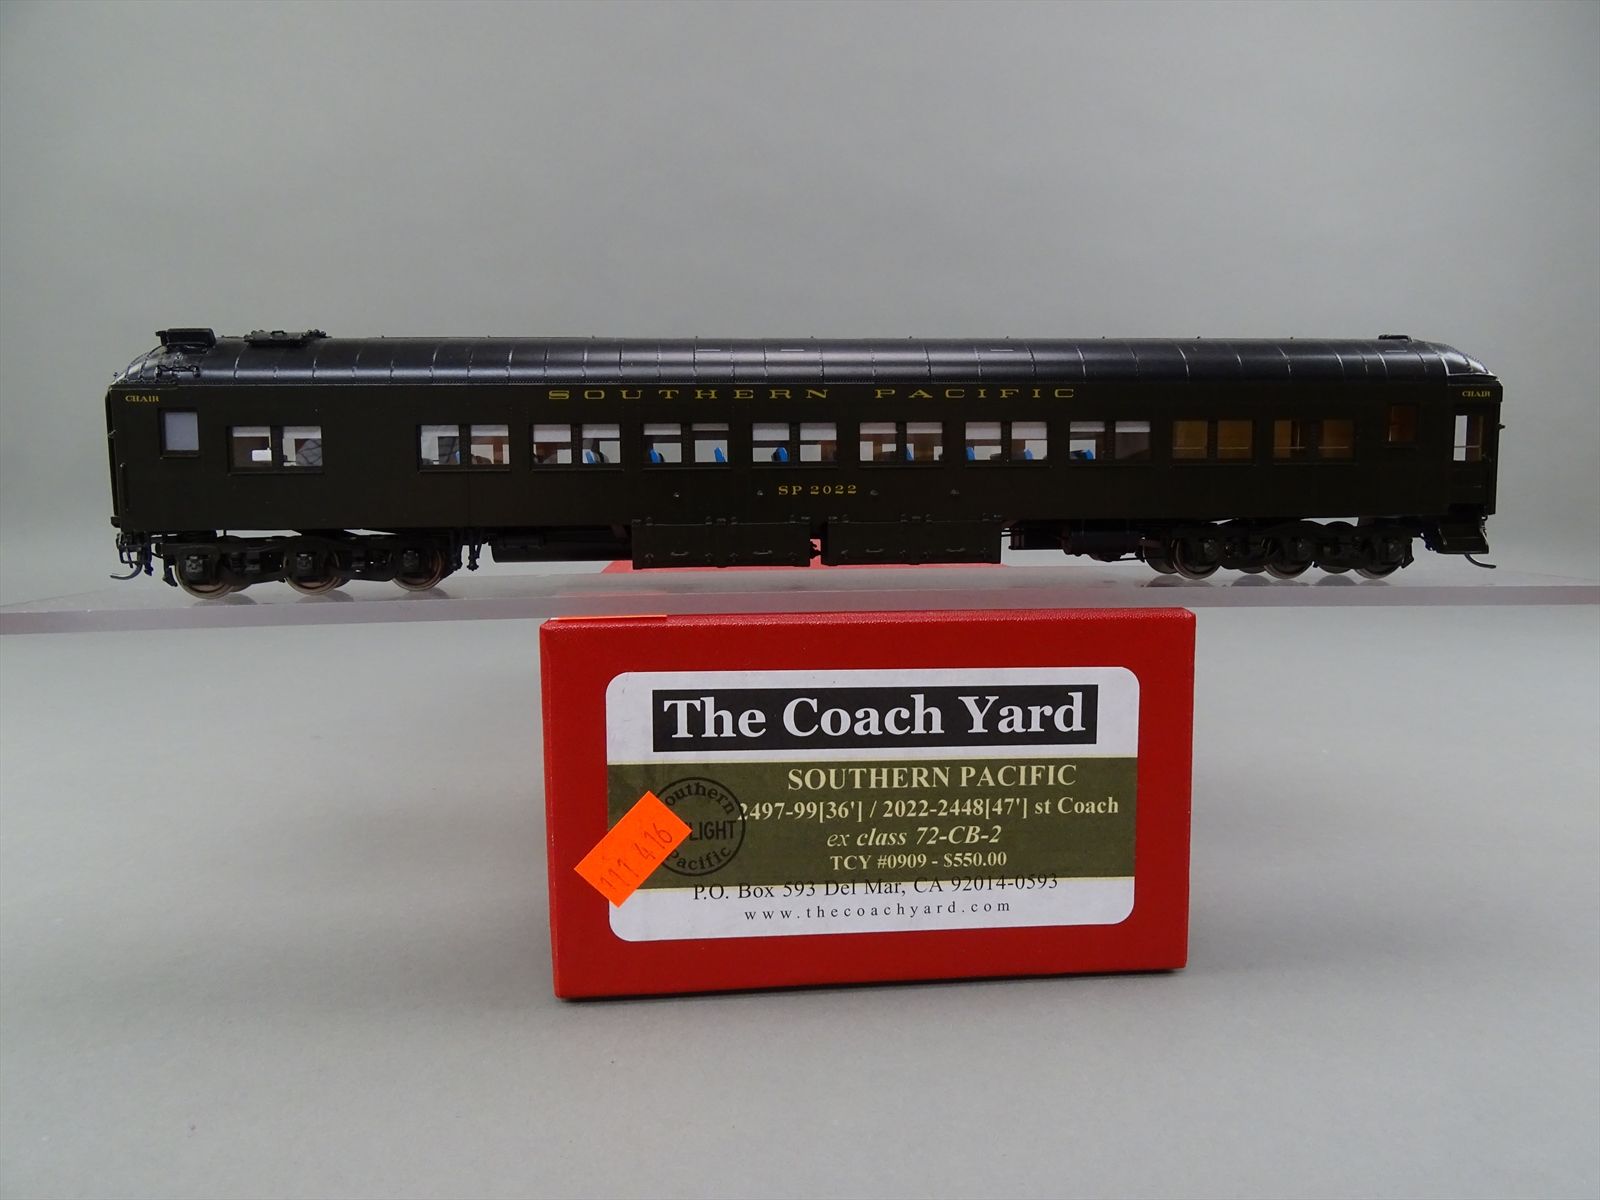 CHAIR
SOUTHERN PACIFIC
CHAIR
SP 2022
The Coach Yard
SOUTHERN PACIFIC
2497-99[36'] / 2022-2448[47'] st Coach
ex class 72-CB-2
TCY #0909 - $550.00
P.O. Box 593 Del Mar, CA 92014-0593
www.thecoachyard.com
Southern
LIGHT
Pacific
111 416